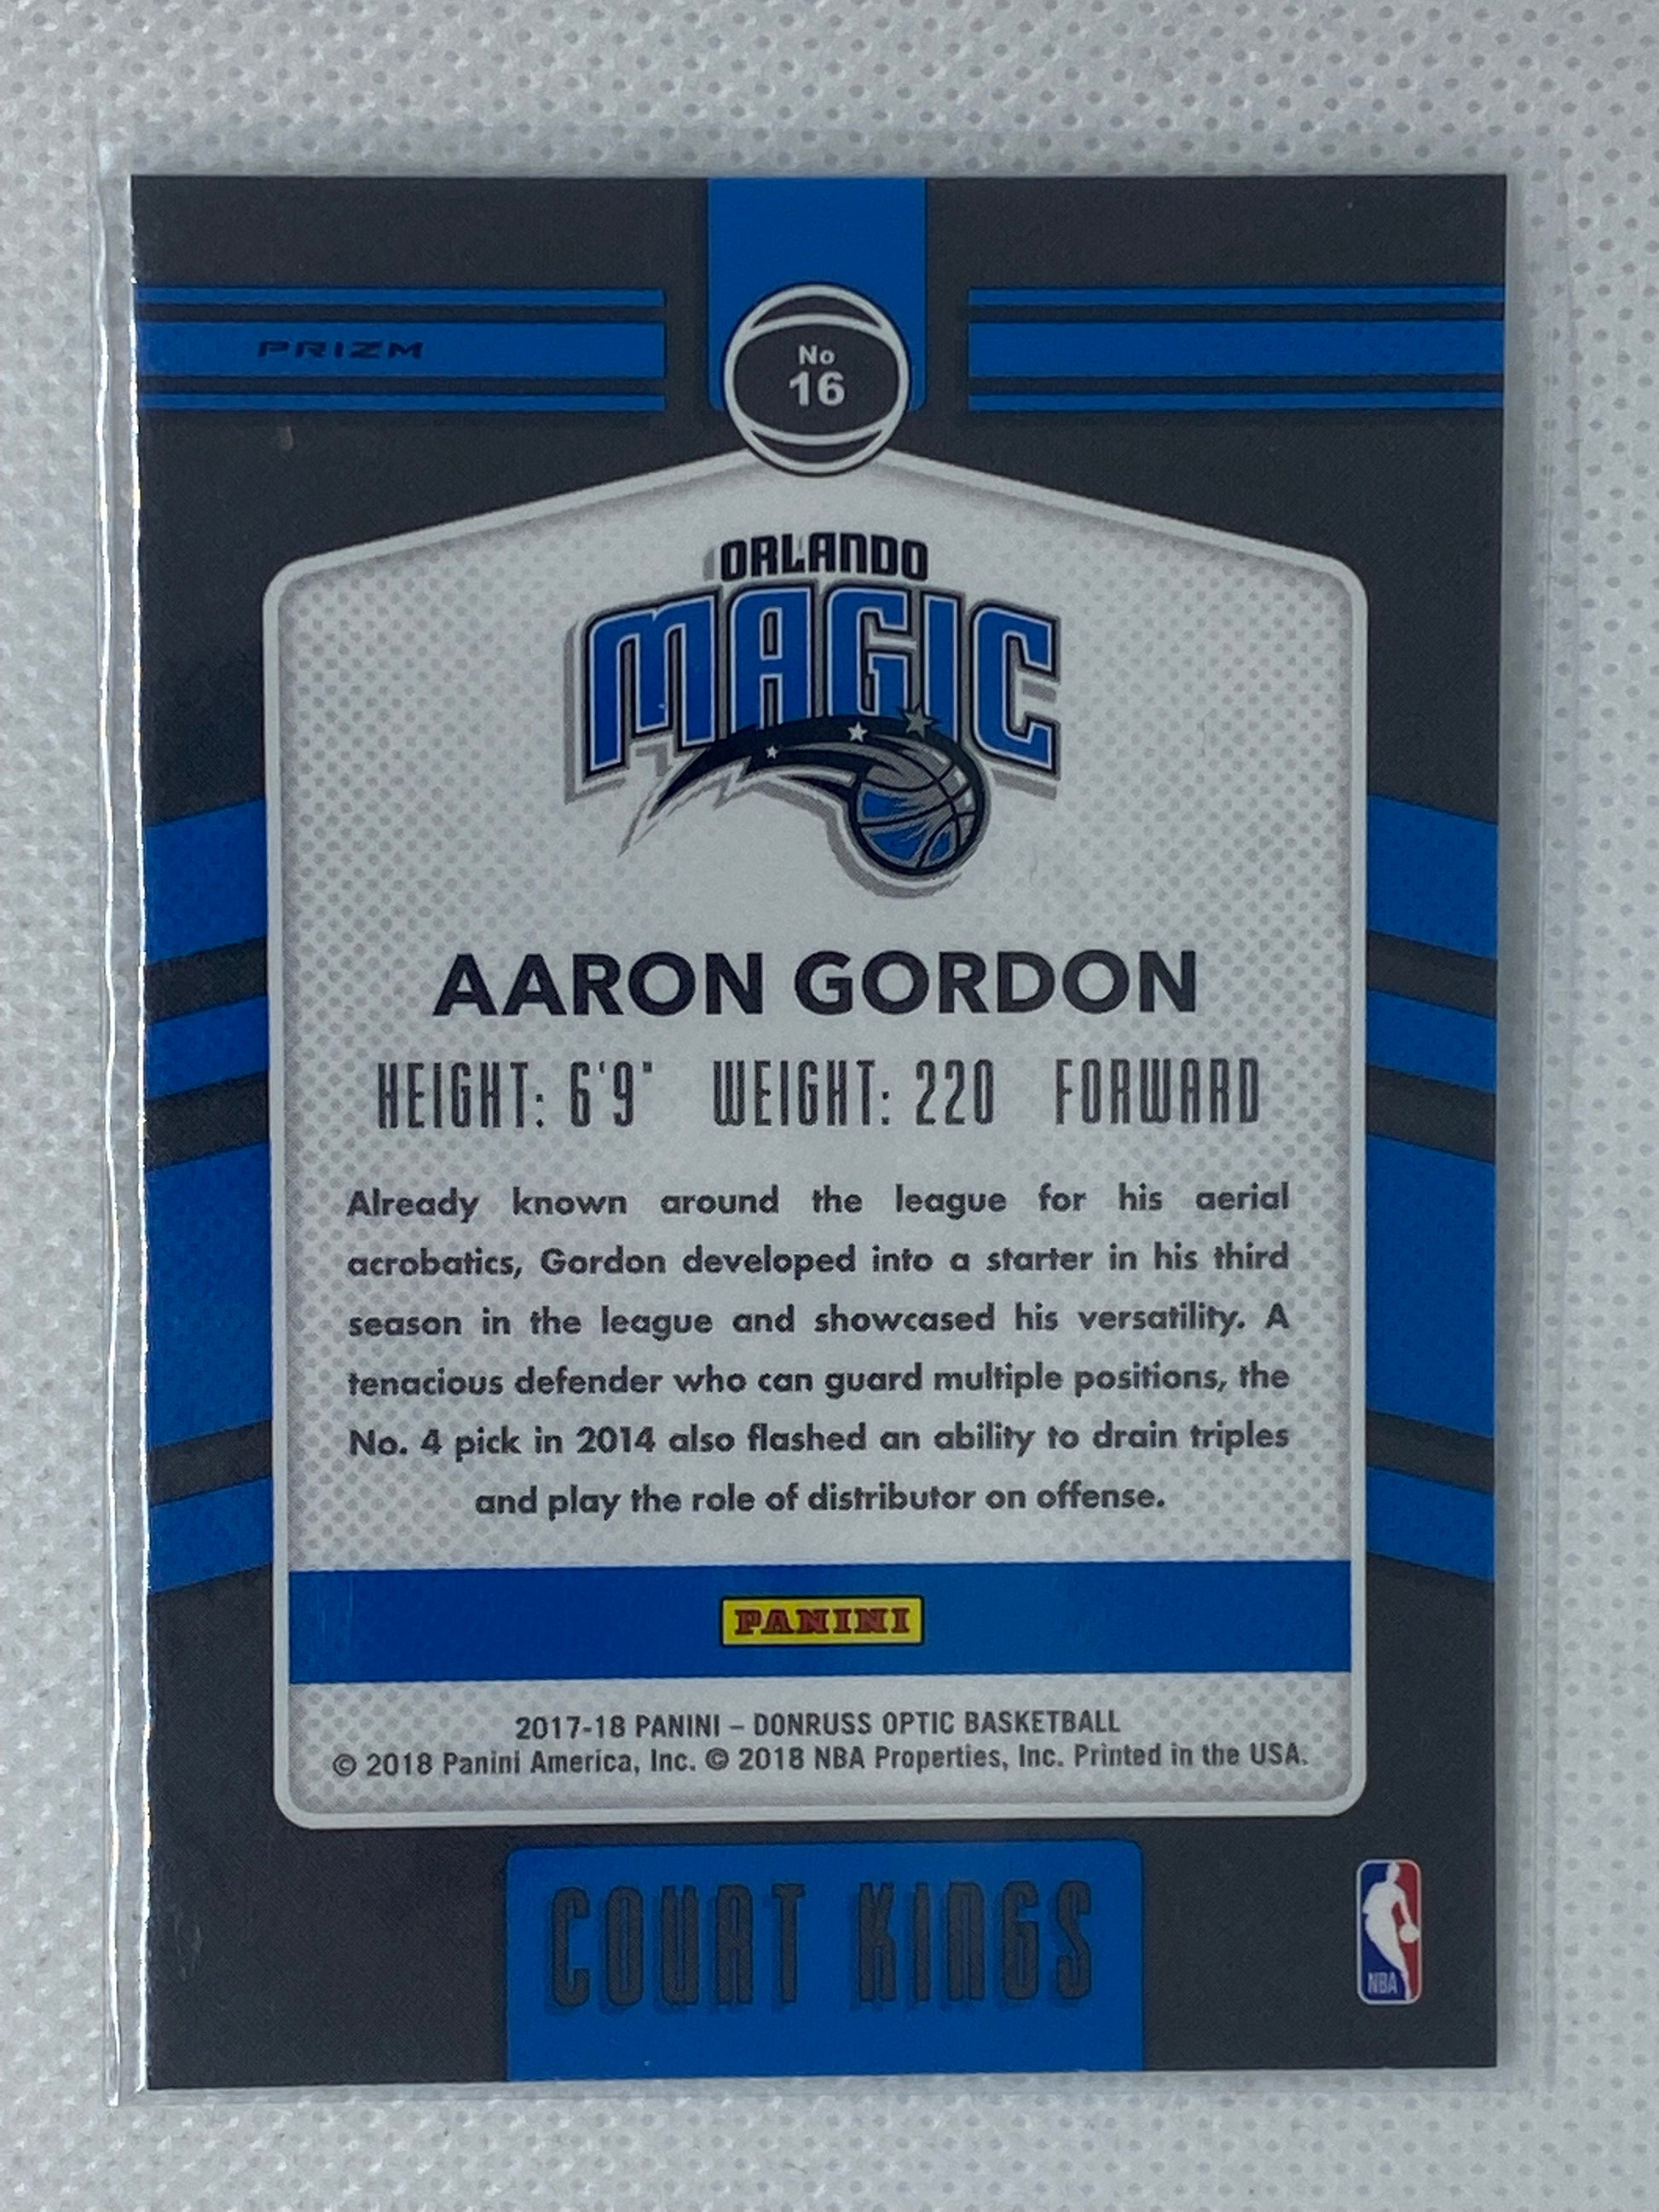 PRIZM
No
16
ORLANDO
MAGIC
AARON GORDON
HEIGHT: 6'9" WEIGHT: 220 FORWARD
Already known around the league for his aerial
acrobatics, Gordon developed into a starter in his third
season in the league and showcased his versatility. A
tenacious defender who can guard multiple positions, the
No. 4 pick in 2014 also flashed an ability to drain triples
and play the role of distributor on offense.
PANINI
2017-18 PANINI – DONRUSS OPTIC BASKETBALL
© 2018 Panini America, Inc. © 2018 NBA Properties, Inc. Printed in the USA.
COURT KINGS
NBA